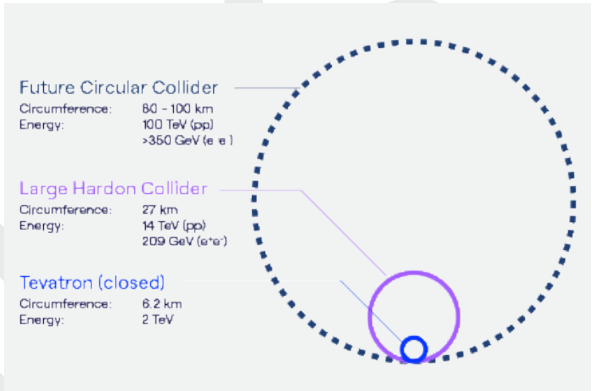 Future Circular Collider
Circumference: 80 - 100 km
Energy: 100 TeV (pp)
>350 GeV (e e )
Large Hardon Collider
Circumference: 27 km
Energy: 14 TeV (pp)
209 GeV (e⁺e⁻)
Tevatron (closed)
Circumference: 6.2 km
Energy: 2 TeV